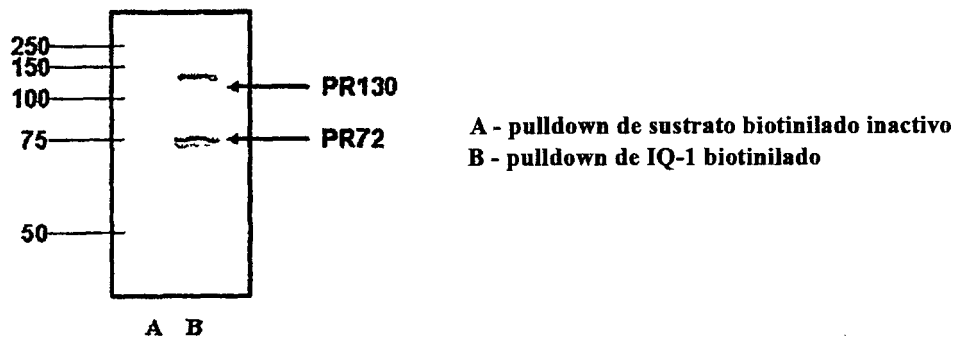 250
150
100
75
50
PR130
PR72
A - pulldown de sustrato biotinilado inactivo
B - pulldown de IQ-1 biotinilado
A B